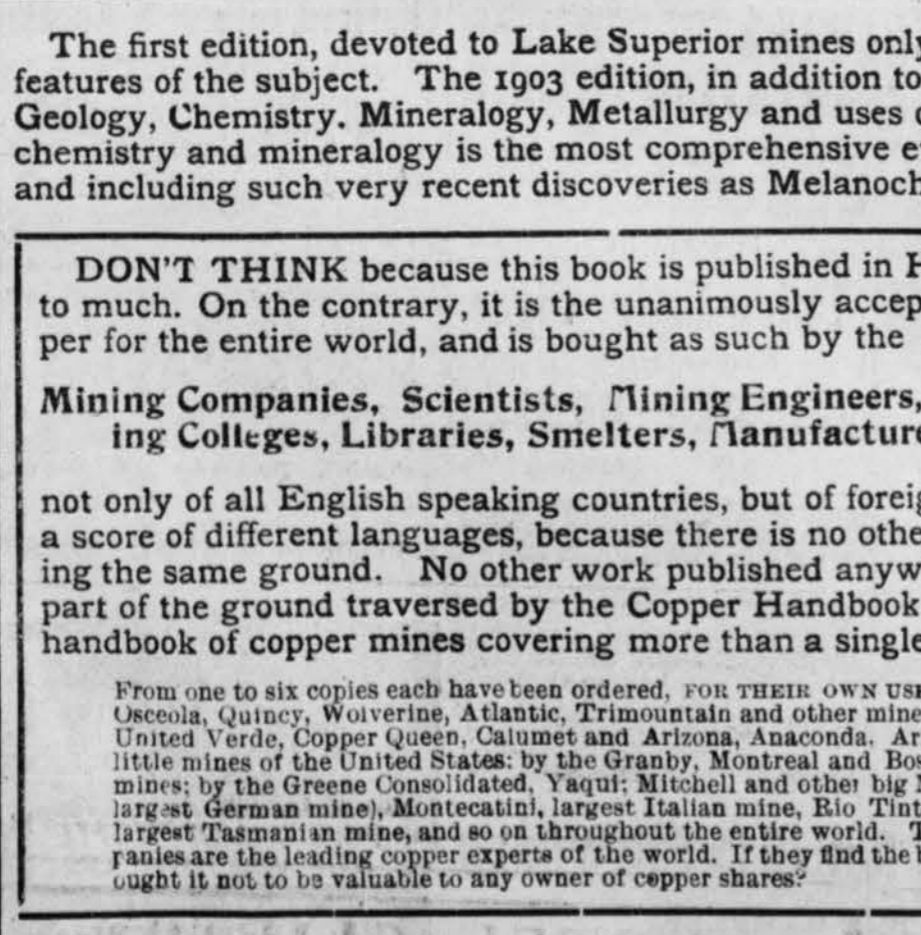 The first edition, devoted to Lake Superior mines only
features of the subject. The 1903 edition, in addition to
Geology, Chemistry. Mineralogy, Metallurgy and uses
chemistry and mineralogy is the most comprehensive
and including such very recent discoveries as Melanoch
DON'T THINK because this book is published in H
to much. On the contrary, it is the unanimously accep
per for the entire world, and is bought as such by the
Mining Companies, Scientists, Mining Engineers,
ing Colleges, Libraries, Smelters, Manufacture
not only of all English speaking countries, but of foreig
a score of different languages, because there is no othe
ing the same ground. No other work published anyw
part of the ground traversed by the Copper Handbook
handbook of copper mines covering more than a single
From one to six copies each have been ordered, FOR THEIR OWN USE
Osceola, Quincy, Wolverine, Atlantic, Trimountain and other mine
United Verde, Copper Queen, Calumet and Arizona, Anaconda. Ar
little mines of the United States: by the Granby, Montreal and Bos
mines; by the Greene Consolidated, Yaqui; Mitchell and other big
largest German mine), Montecatini, largest Italian mine, Rio Tint
largest Tasmanian mine, and so on throughout the entire world. T
panies are the leading copper experts of the world. If they find the
ought it not to be valuable to any owner of copper shares?